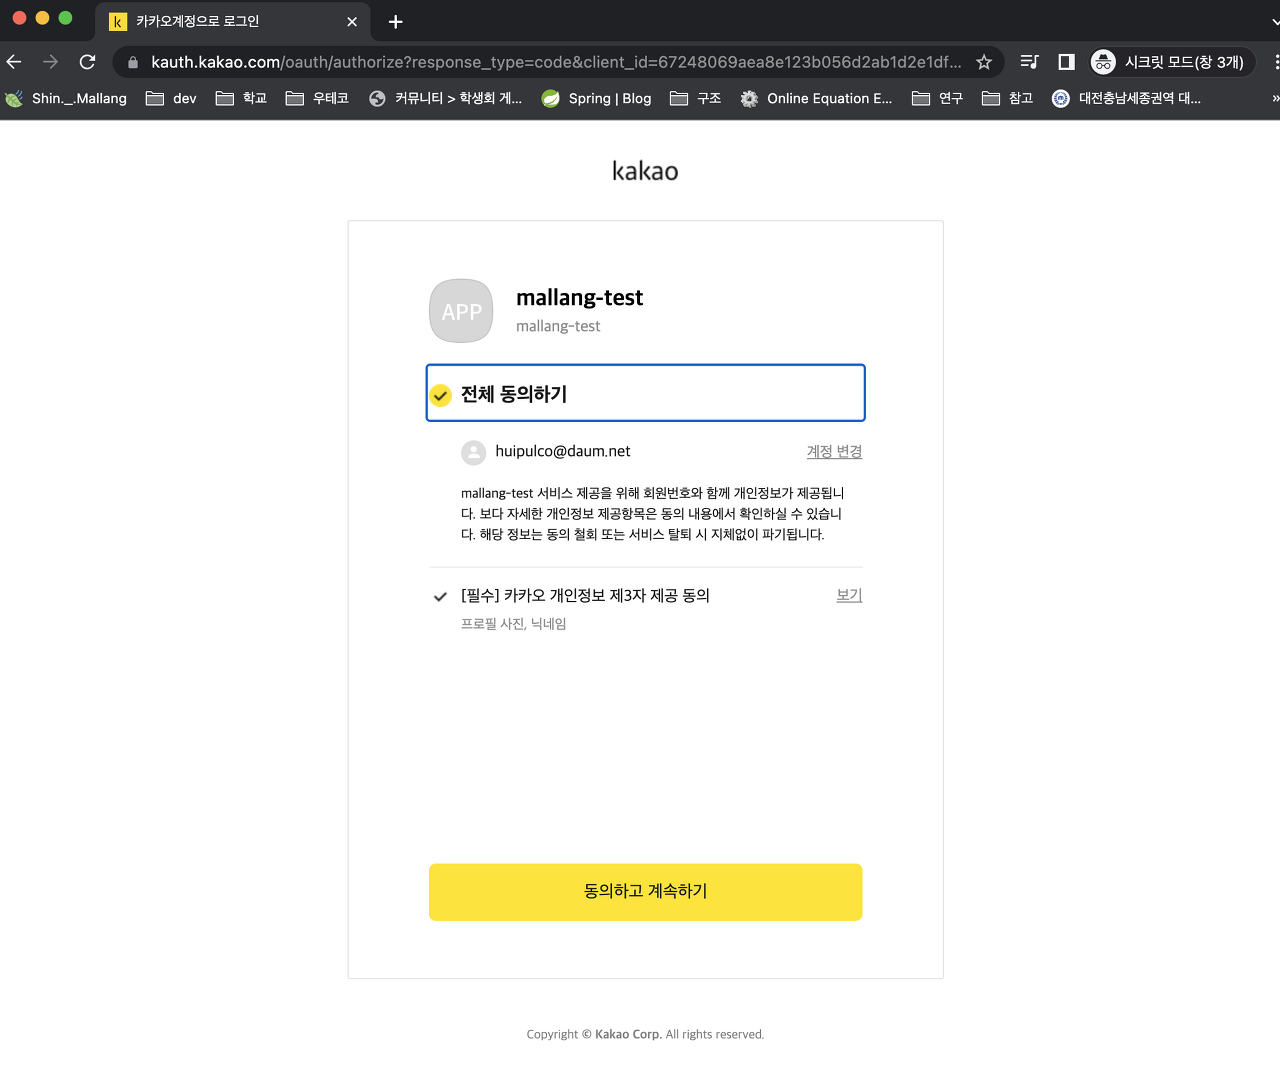 k 카카오계정으로 로그인
kauth.kakao.com/oauth/authorize?response_type=code&client_id=67248069aea8e123b056d2ab1d2e1df... 시크릿 모드(창 3개)
Shin._.Mallang dev 학교 우테코 커뮤니티 > 학생회 게... Spring | Blog 구조 Online Equation E... 연구 참고 대전충남세종권역 대... »
kakao
APP
mallang-test
mallang-test
전체 동의하기
huipulco@daum.net 계정 변경
mallang-test 서비스 제공을 위해 회원번호와 함께 개인정보가 제공됩니
다. 보다 자세한 개인정보 제공항목은 동의 내용에서 확인하실 수 있습니
다. 해당 정보는 동의 철회 또는 서비스 탈퇴 시 지체없이 파기됩니다.
[필수] 카카오 개인정보 제3자 제공 동의 보기
프로필 사진, 닉네임
동의하고 계속하기
Copyright © Kakao Corp. All rights reserved.